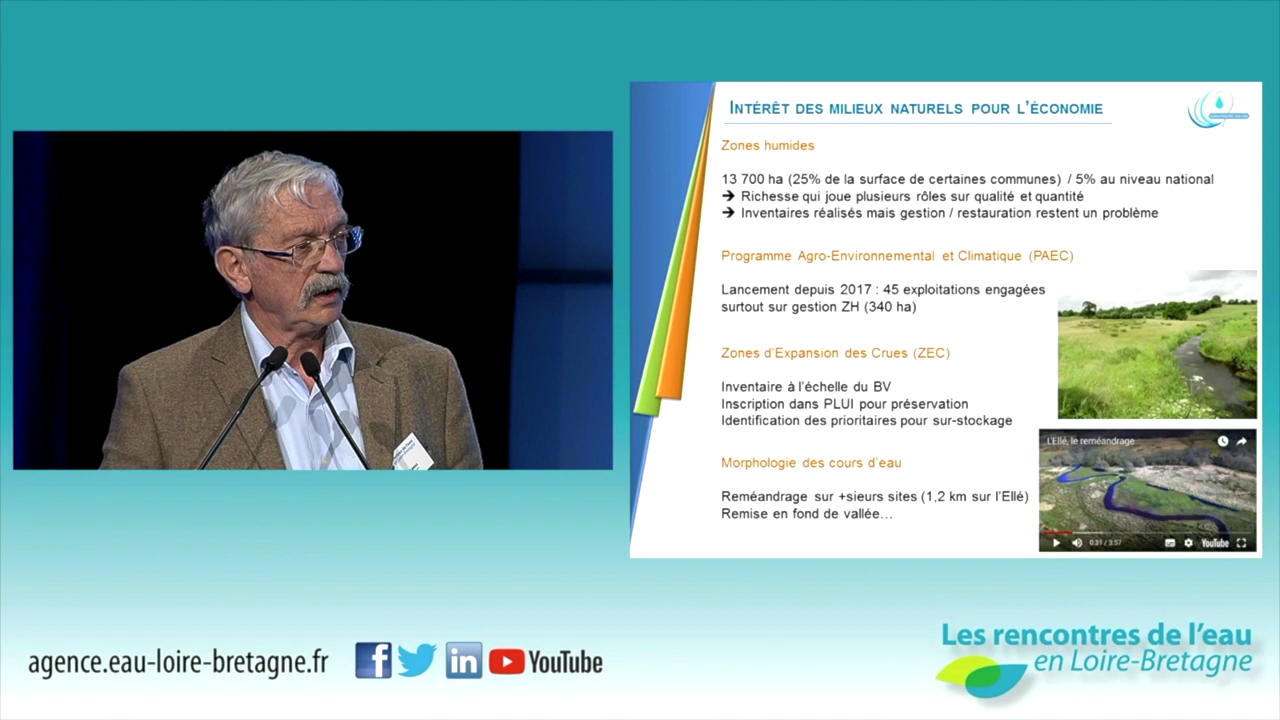 INTÉRÊT DES MILIEUX NATURELS POUR L'ÉCONOMIE
Zones humides
13 700 ha (25% de la surface de certaines communes) / 5% au niveau national
➔ Richesse qui joue plusieurs rôles sur qualité et quantité
➔ Inventaires réalisés mais gestion / restauration restent un problème
Programme Agro-Environnemental et Climatique (PAEC)
Lancement depuis 2017 : 45 exploitations engagées
surtout sur gestion ZH (340 ha)
Zones d'Expansion des Crues (ZEC)
Inventaire à l'échelle du BV
Inscription dans PLUI pour préservation
Identification des prioritaires pour sur-stockage
Morphologie des cours d'eau
Reméandrage sur +sieurs sites (1,2 km sur l'Ellé)
Remise en fond de vallée…
L'Ellé, le reméandrage
0:31 / 3:57
YouTube
agence.eau-loire-bretagne.fr
f
in
YouTube
Les rencontres de l'eau
en Loire-Bretagne